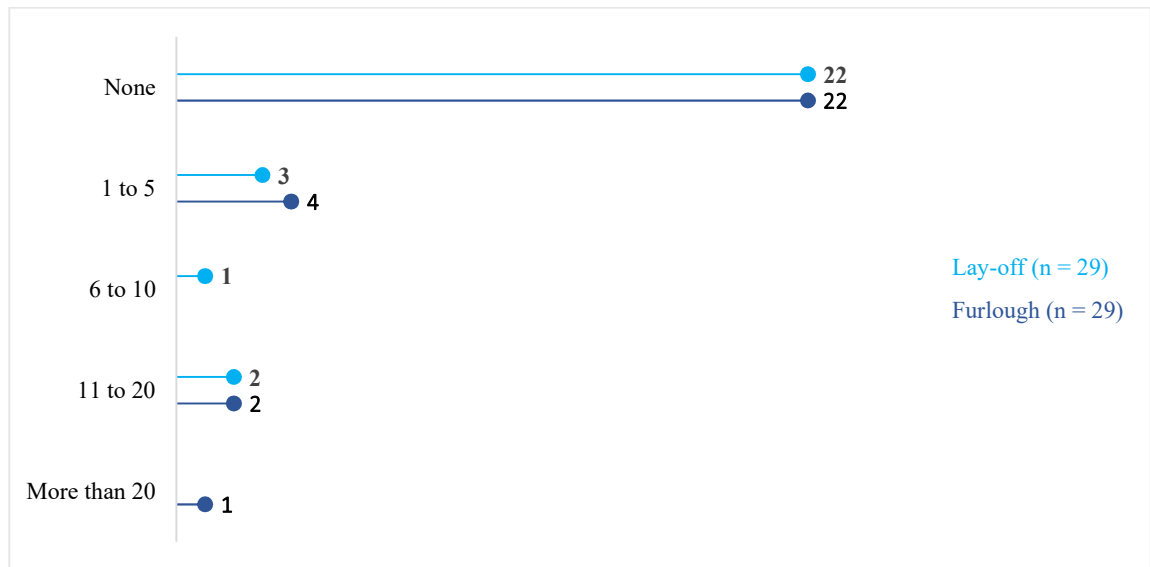 None
22
22
1 to 5
3
4
6 to 10
1
Lay-off (n = 29)
Furlough (n = 29)
11 to 20
2
2
More than 20
1